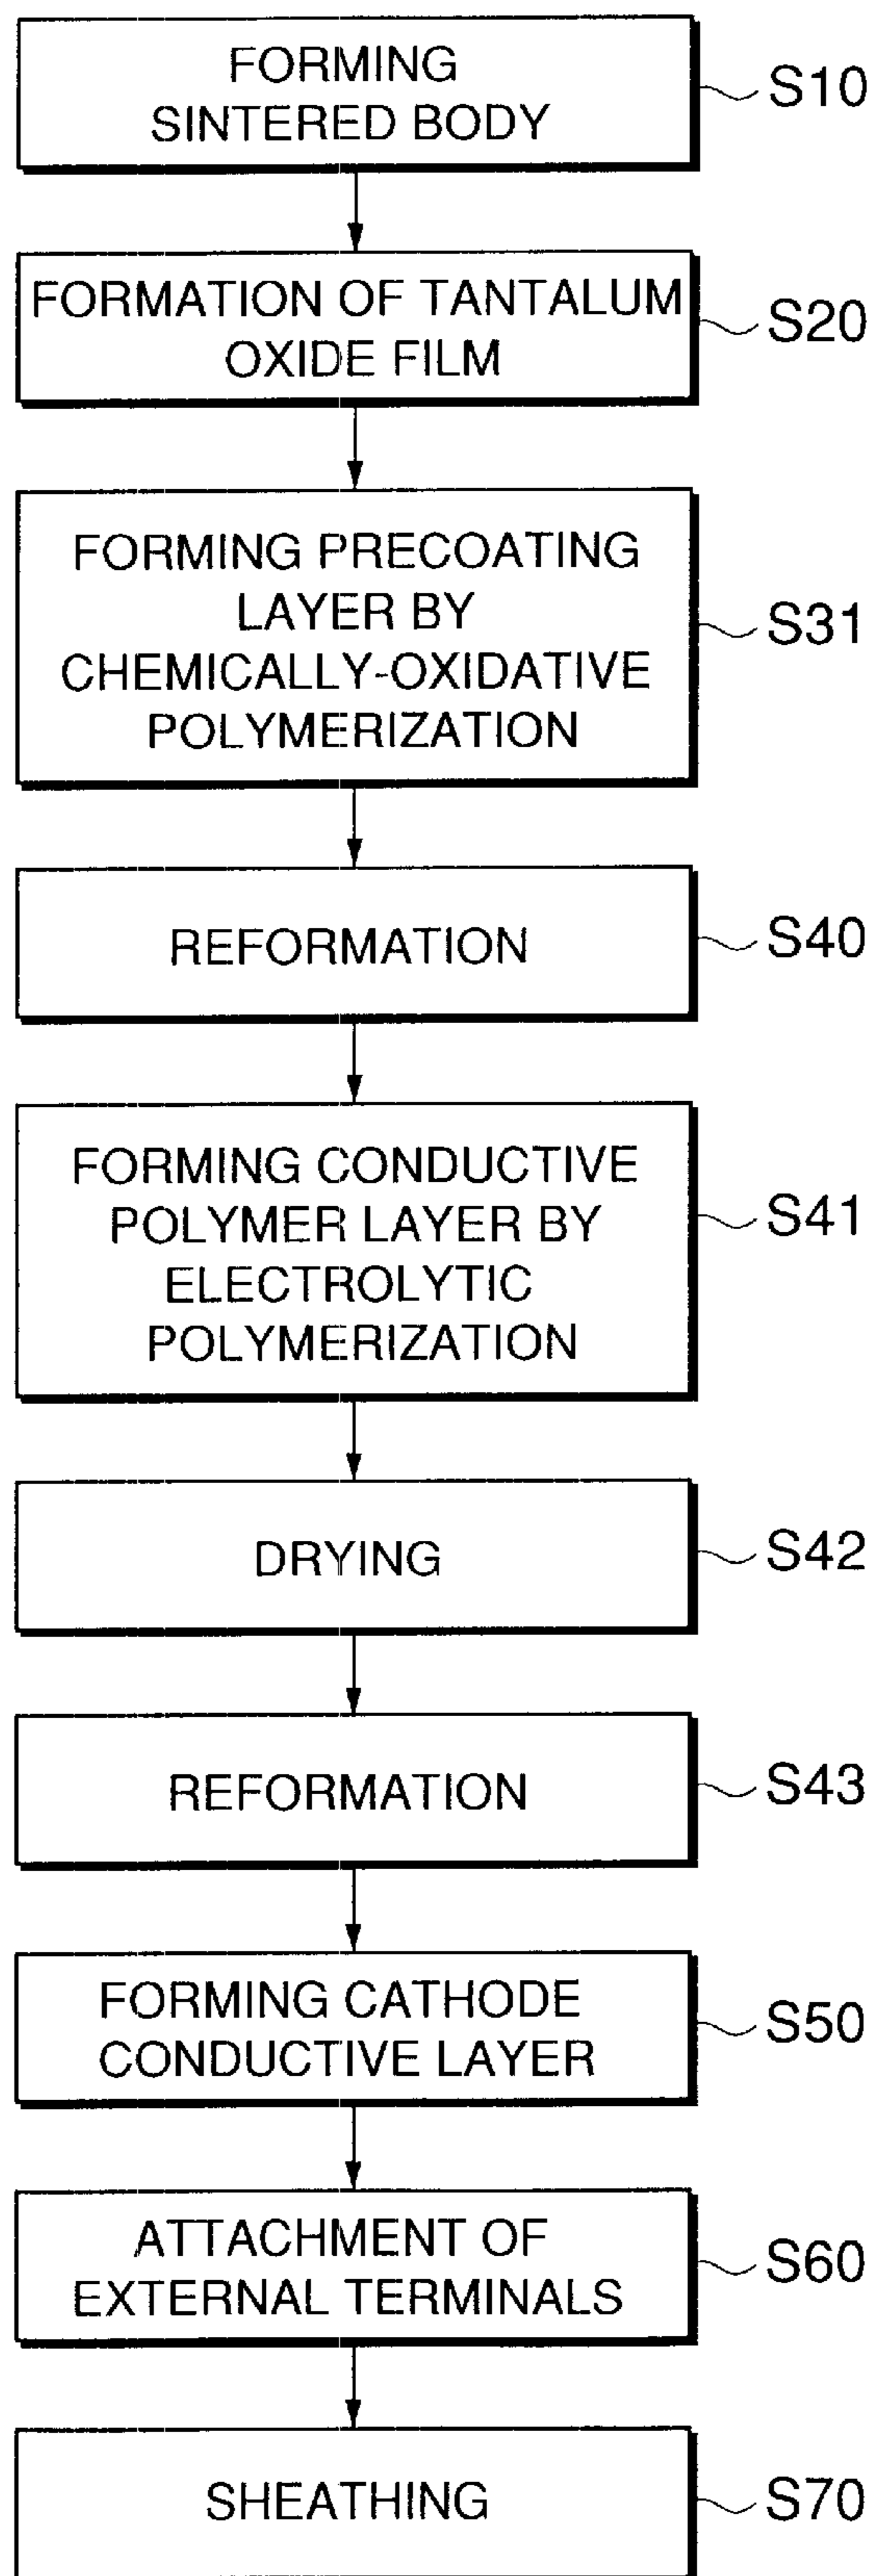 FORMING
SINTERED BODY
S10
FORMATION OF TANTALUM
OXIDE FILM
S20
FORMING PRECOATING
LAYER BY
CHEMICALLY-OXIDATIVE
POLYMERIZATION
S31
REFORMATION
S40
FORMING CONDUCTIVE
POLYMER LAYER BY
ELECTROLYTIC
POLYMERIZATION
S41
DRYING
S42
REFORMATION
S43
FORMING CATHODE
CONDUCTIVE LAYER
S50
ATTACHMENT OF
EXTERNAL TERMINALS
S60
SHEATHING
S70